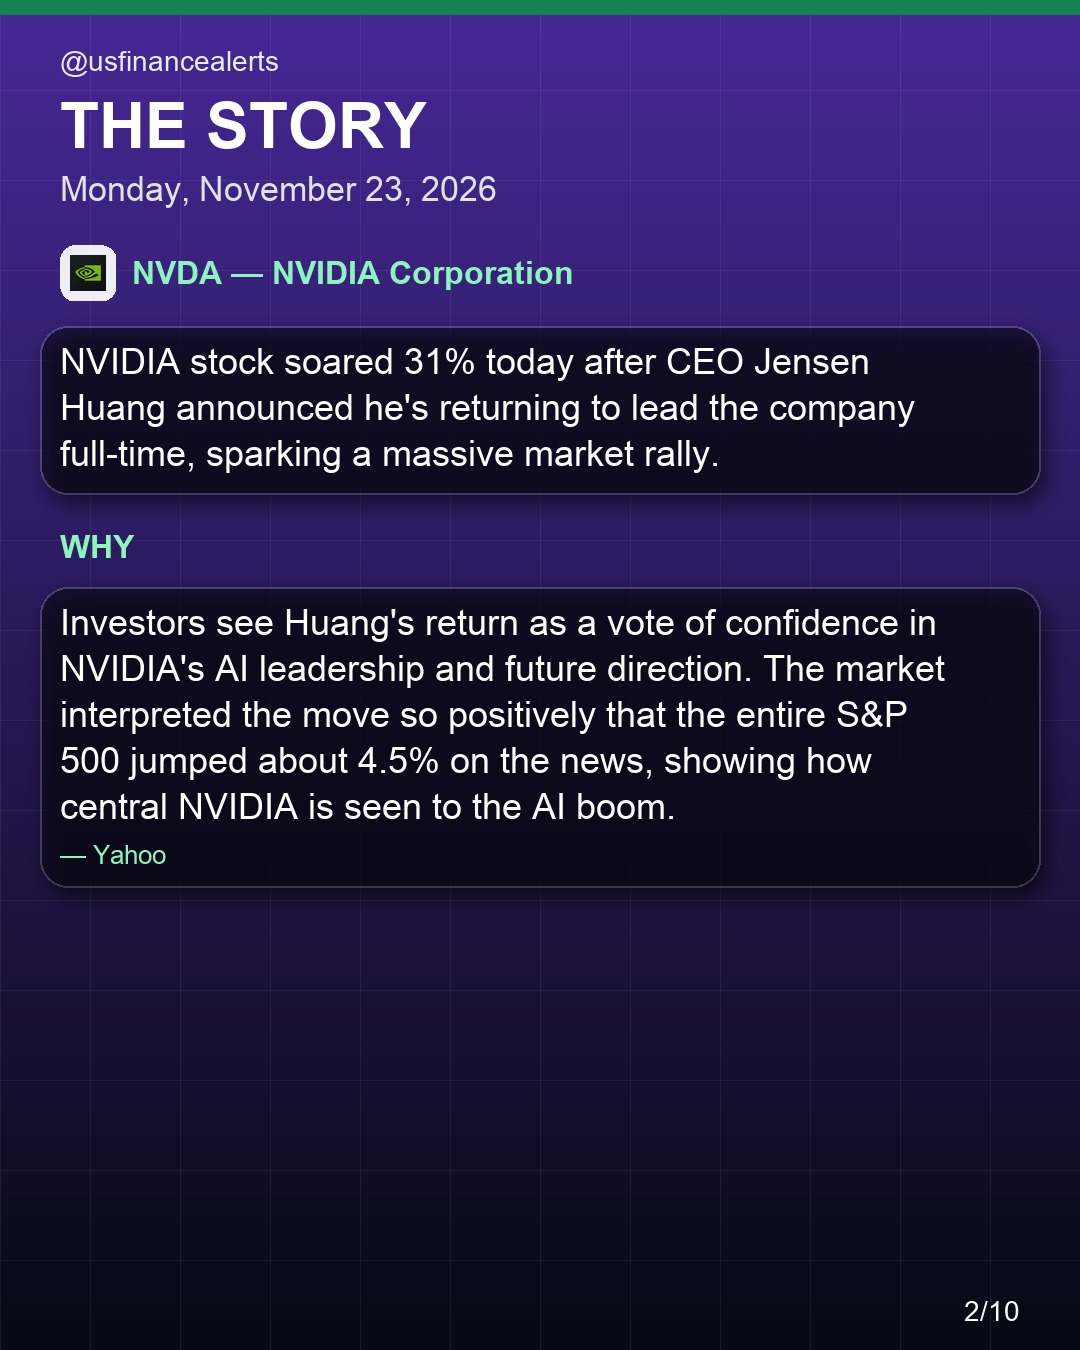 @usfinancealerts
THE STORY
Monday, November 23, 2026
NVDA — NVIDIA Corporation
NVIDIA stock soared 31% today after CEO Jensen
Huang announced he's returning to lead the company
full-time, sparking a massive market rally.
WHY
Investors see Huang's return as a vote of confidence in
NVIDIA's AI leadership and future direction. The market
interpreted the move so positively that the entire S&P
500 jumped about 4.5% on the news, showing how
central NVIDIA is seen to the AI boom.
— Yahoo
2/10